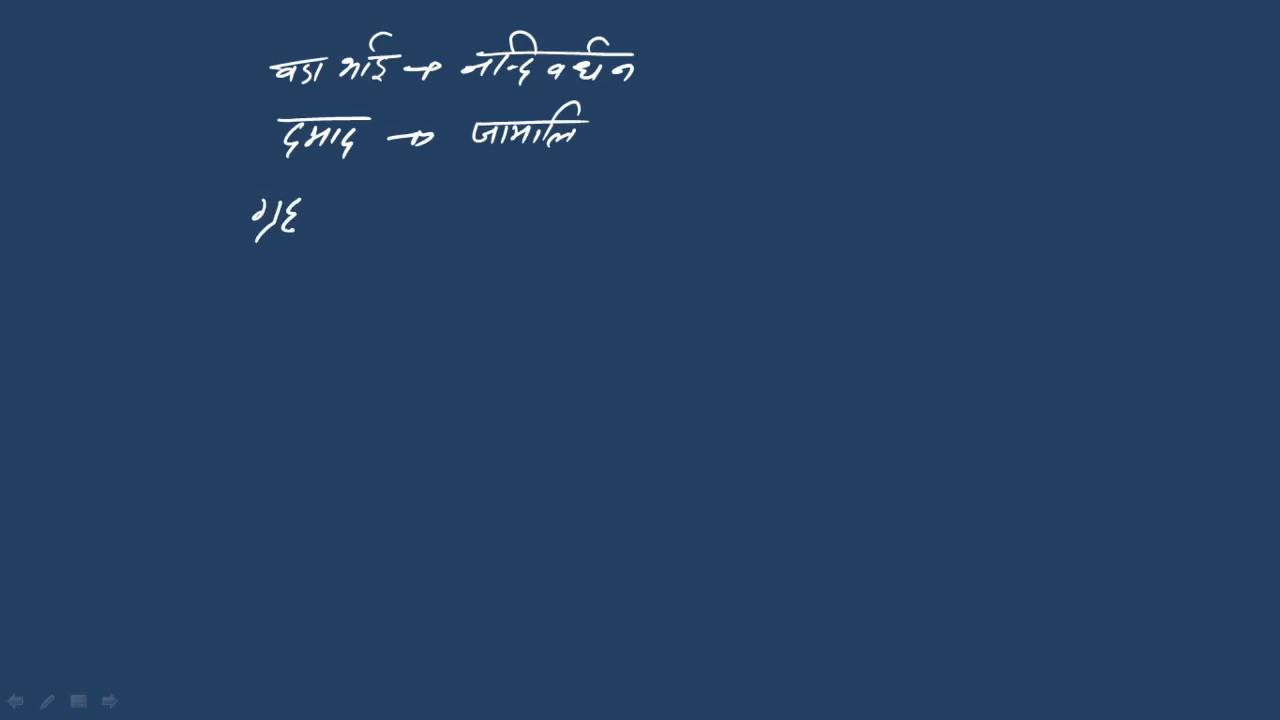 बडा भाई → नन्दिवर्धन
दमाद → जामालि
गृह